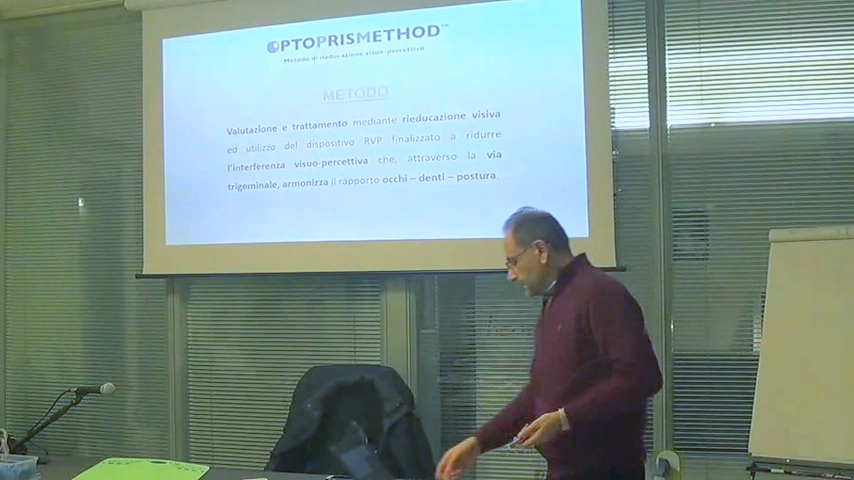 OPTOPRISMETHOD™
Metodo di rieducazione visuo-percettiva
METODO
Valutazione e trattamento mediante rieducazione visiva
ed utilizzo del dispositivo RVP finalizzato a ridurre
l'interferenza visuo-percettiva che, attraverso la via
trigeminale, armonizza il rapporto occhi – denti – postura.